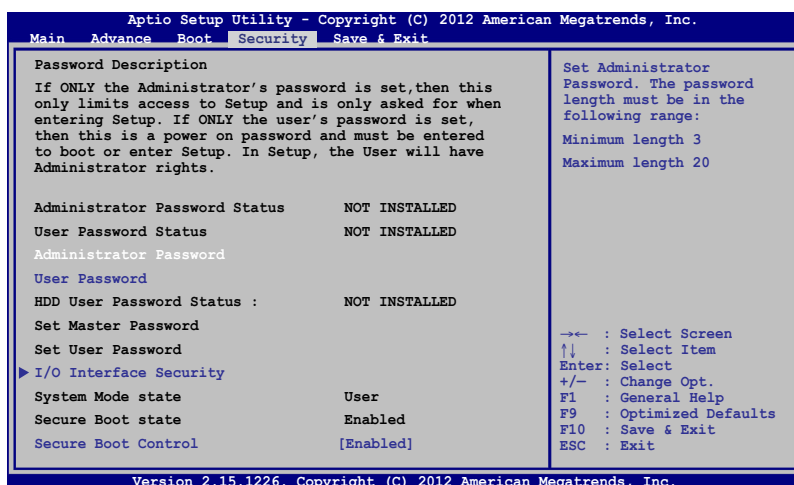 Aptio Setup Utility - Copyright (C) 2012 American Megatrends, Inc.
Main Advance Boot Security Save & Exit
Password Description
If ONLY the Administrator's password is set,then this
only limits access to Setup and is only asked for when
entering Setup. If ONLY the user's password is set,
then this is a power on password and must be entered
to boot or enter Setup. In Setup, the User will have
Administrator rights.
Administrator Password Status NOT INSTALLED
User Password Status NOT INSTALLED
Administrator Password
User Password
HDD User Password Status : NOT INSTALLED
Set Master Password
Set User Password
I/O Interface Security
System Mode state User
Secure Boot state Enabled
Secure Boot Control [Enabled]
Set Administrator
Password. The password
length must be in the
following range:
Minimum length 3
Maximum length 20
→← : Select Screen
↑↓ : Select Item
Enter: Select
+/— : Change Opt.
F1 : General Help
F9 : Optimized Defaults
F10 : Save & Exit
ESC : Exit
Version 2.15.1226. Copyright (C) 2012 American Megatrends, Inc.